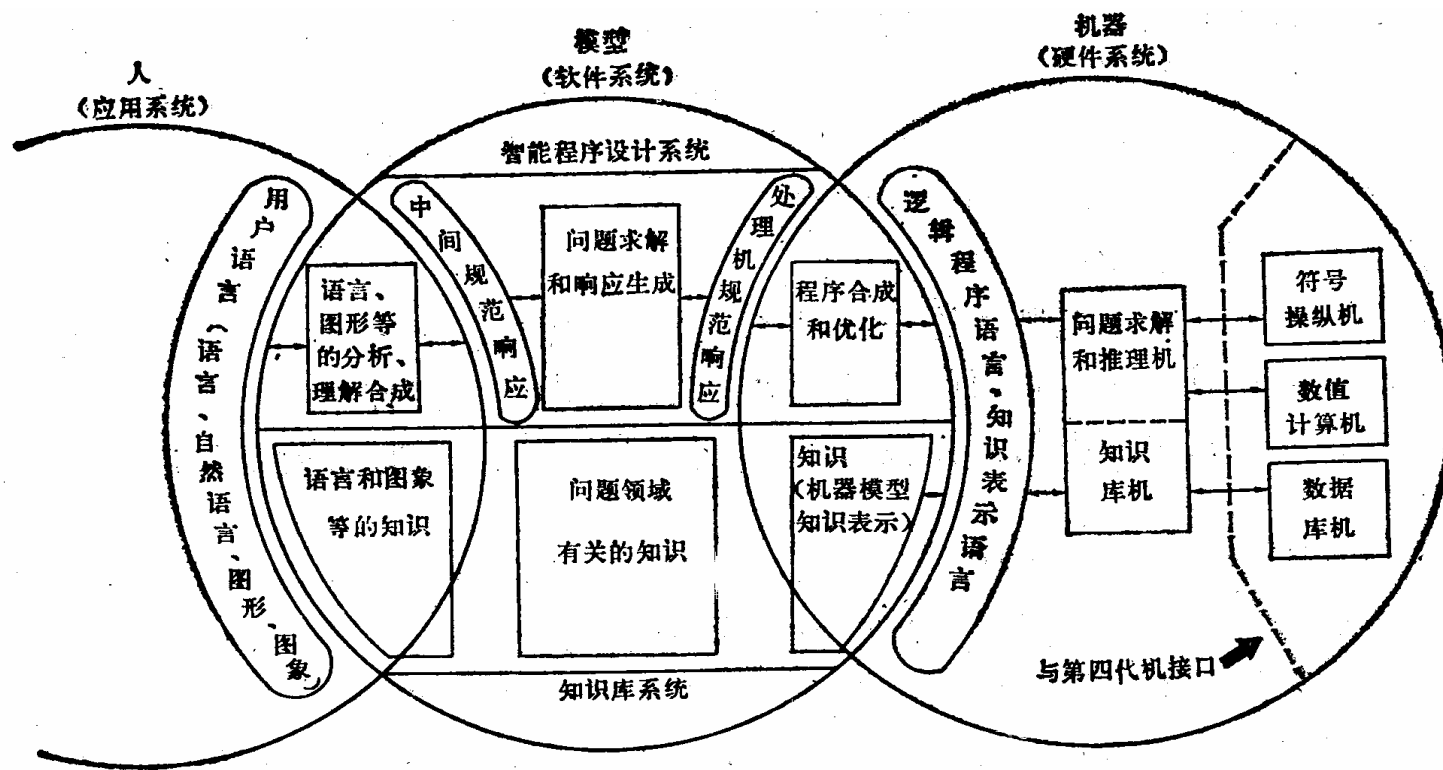 人
（应用系统）
模型
（软件系统）
机器
（硬件系统）
智能程序设计系统
用户语言（语言、自然语言、图形、图象）
语言、
图形等
的分析、
理解合成
中间规范响应
问题求解
和响应生成
处理机规范响应
程序合成
和优化
逻辑程序语言、知识表示语言
问题求解
和推理机
知识
库机
符号
操纵机
数值
计算机
数据
库机
语言和图象
等的知识
问题领域
有关的知识
知识
（机器模型
知识表示）
知识库系统
与第四代机接口